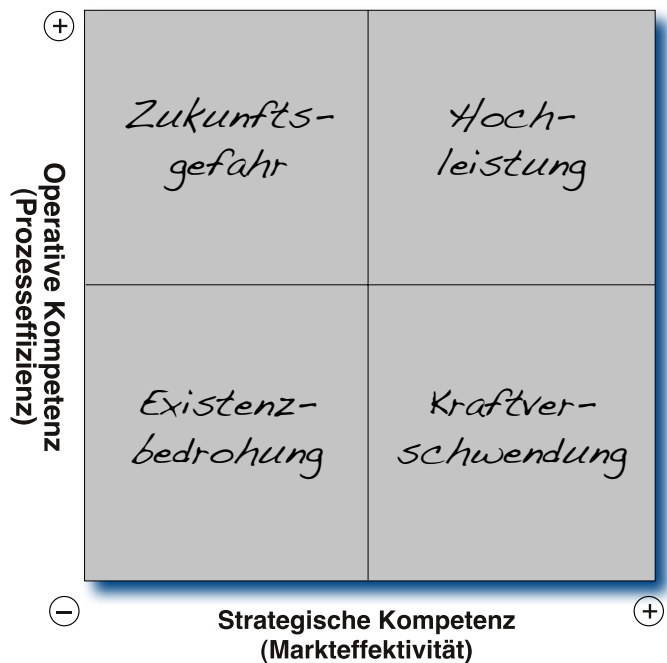 +
Zukunfts-
gefahr
Hoch-
leistung
Operative Kompetenz
(Prozesseffizienz)
Existenz-
bedrohung
Kraftver-
schwendung
−
+
Strategische Kompetenz
(Markteffektivität)